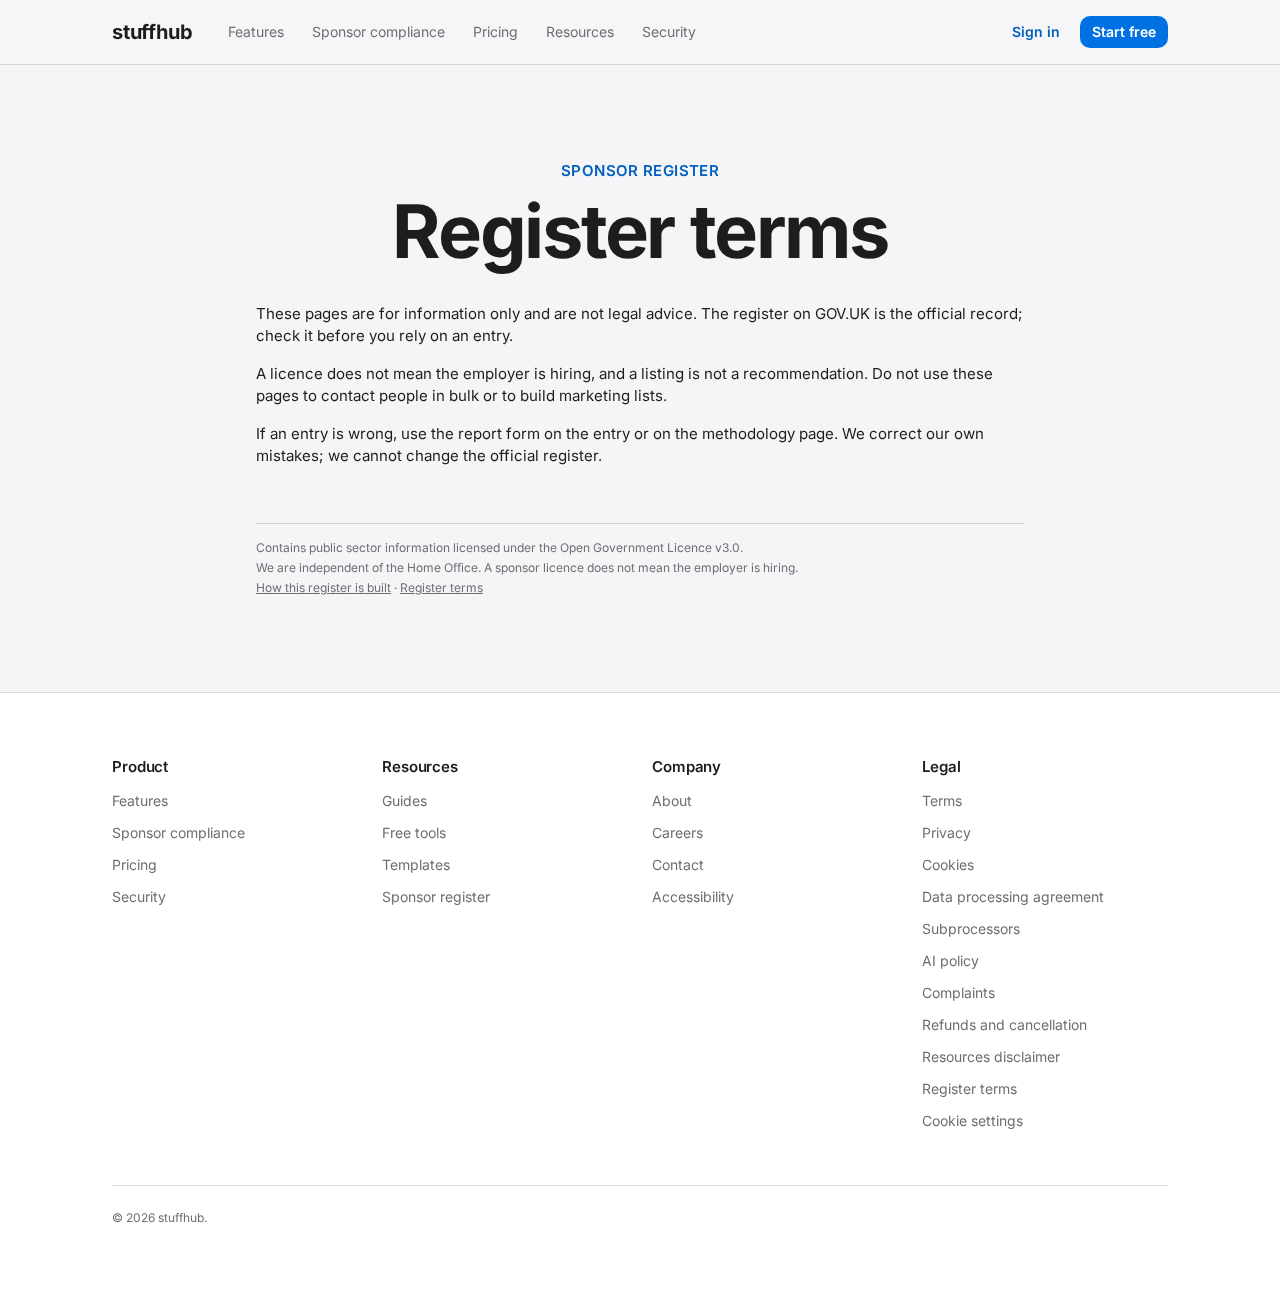 stuffhub
Features
Sponsor compliance
Pricing
Resources
Security
Sign in
Start free
SPONSOR REGISTER
Register terms
These pages are for information only and are not legal advice. The register on GOV.UK is the official record;
check it before you rely on an entry.
A licence does not mean the employer is hiring, and a listing is not a recommendation. Do not use these
pages to contact people in bulk or to build marketing lists.
If an entry is wrong, use the report form on the entry or on the methodology page. We correct our own
mistakes; we cannot change the official register.
Contains public sector information licensed under the Open Government Licence v3.0.
We are independent of the Home Office. A sponsor licence does not mean the employer is hiring.
How this register is built · Register terms
Product
Features
Sponsor compliance
Pricing
Security
Resources
Guides
Free tools
Templates
Sponsor register
Company
About
Careers
Contact
Accessibility
Legal
Terms
Privacy
Cookies
Data processing agreement
Subprocessors
AI policy
Complaints
Refunds and cancellation
Resources disclaimer
Register terms
Cookie settings
© 2026 stuffhub.